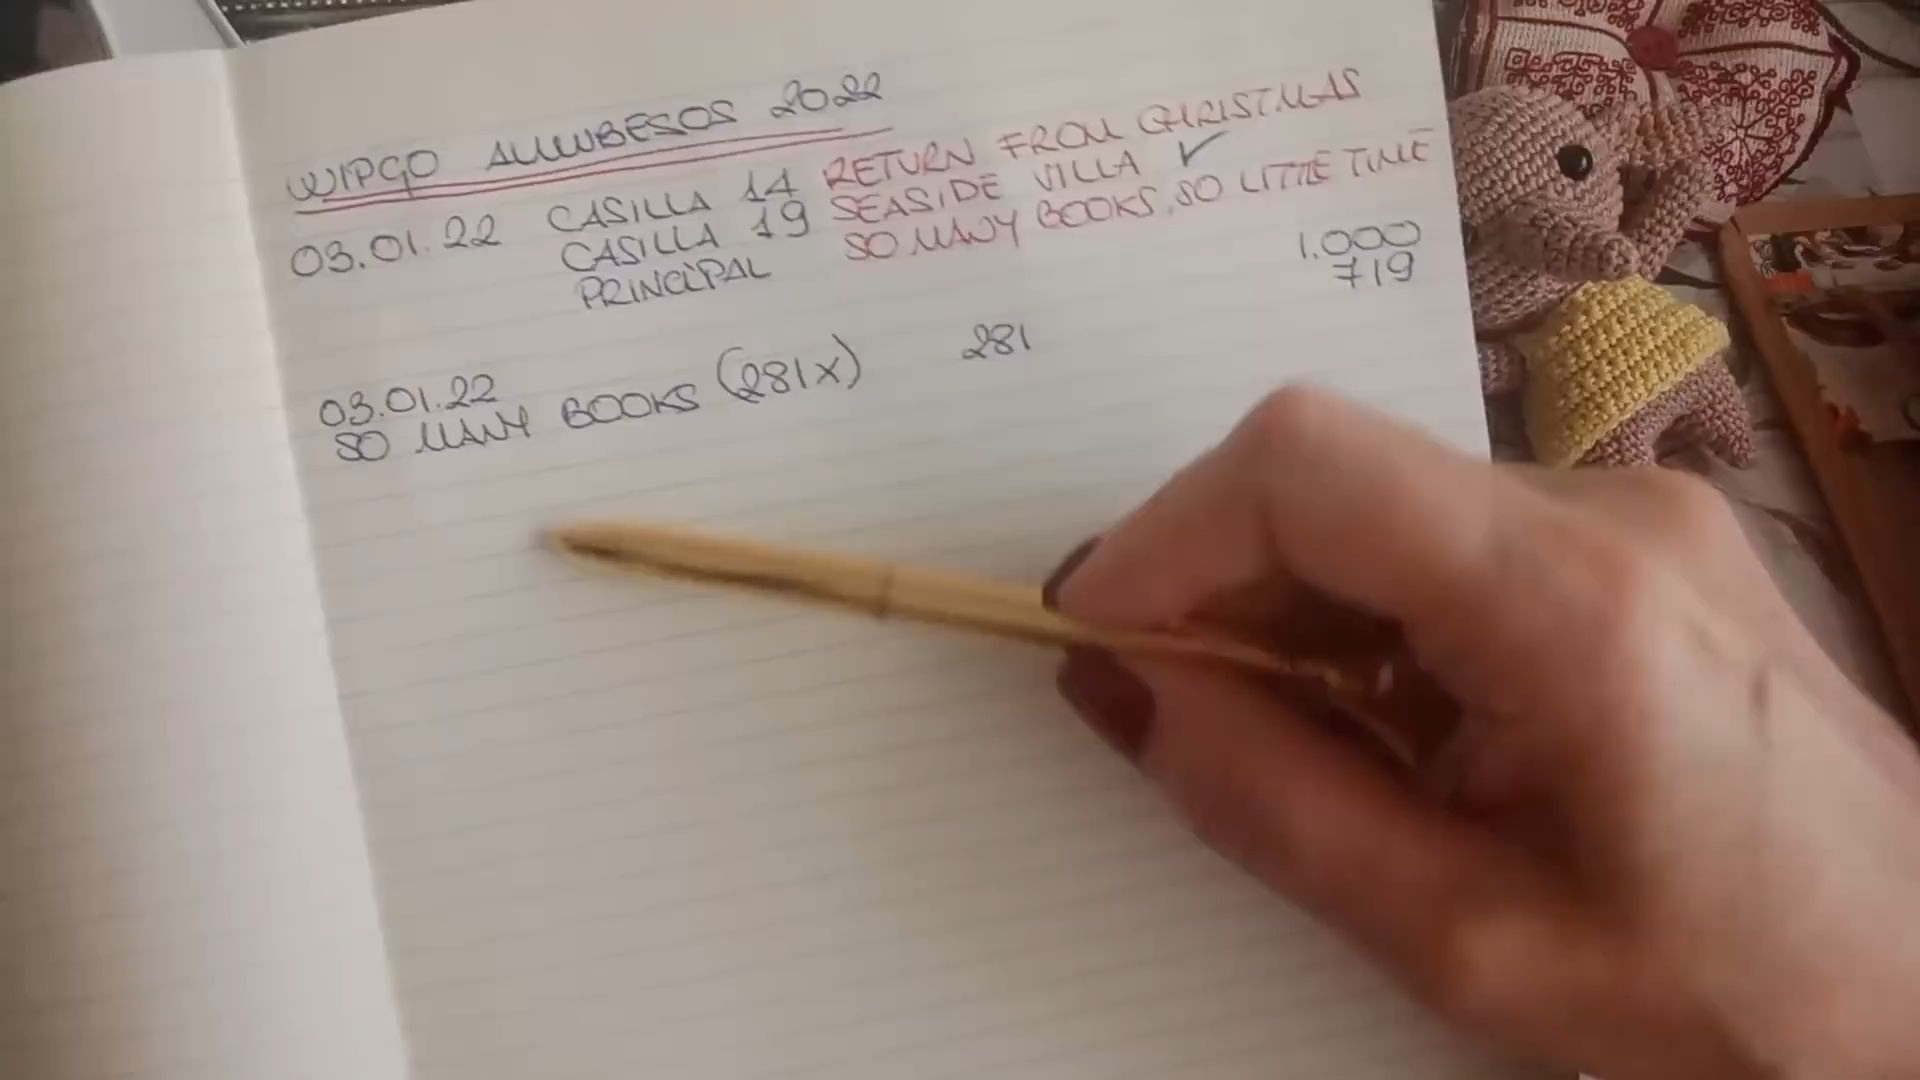 WIPGO ALUUBESOS 2022
03.01.22 CASILLA 14 RETURN FROM CHRISTMAS
CASILLA 19 SEASIDE VILLA ✓
PRINCIPAL SO MANY BOOKS, SO LITTLE TIME
1.000
719
03.01.22
SO MANY BOOKS (281X) 281